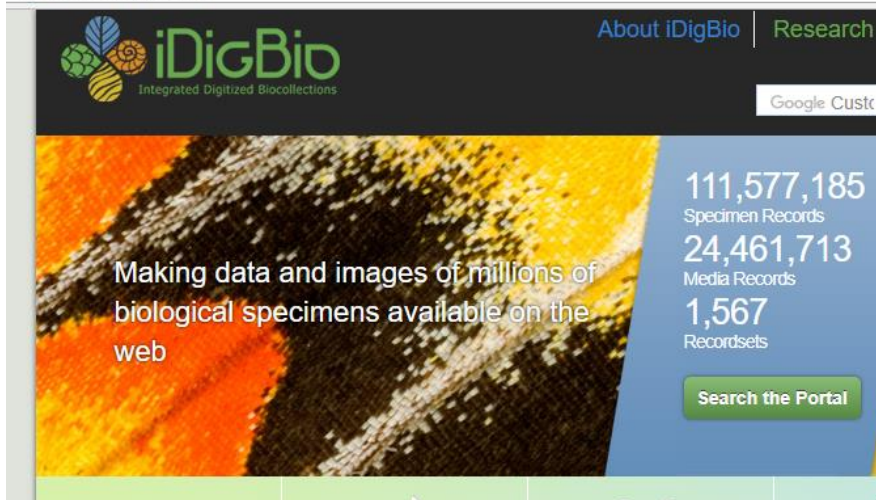 iDigBio
Integrated Digitized Biocollections
About iDigBio
Research
Google Custo
111,577,185
Specimen Records
24,461,713
Media Records
1,567
Recordsets
Making data and images of millions of
biological specimens available on the
web
Search the Portal